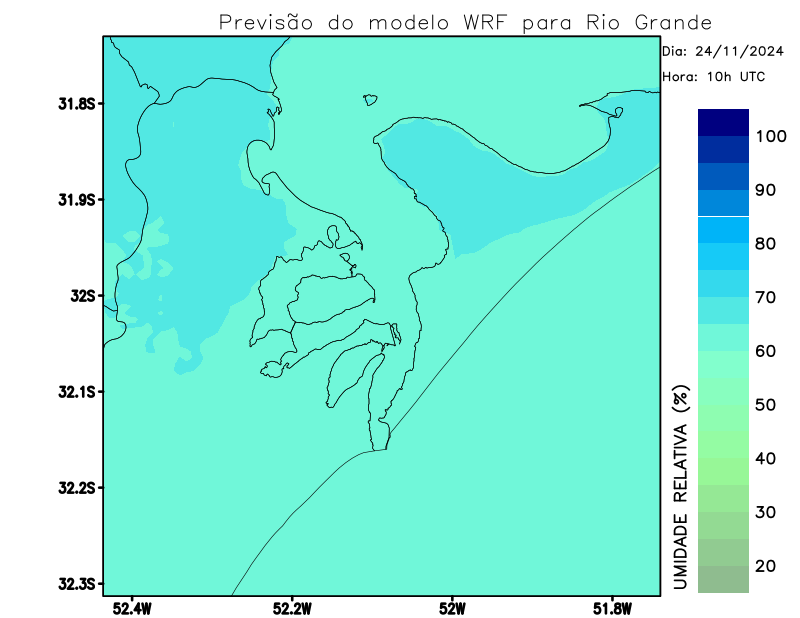 Previsão do modelo WRF para Rio Grande
Dia: 24/11/2024
Hora: 10h UTC
31.8S
31.9S
32S
32.1S
32.2S
32.3S
52.4W
52.2W
52W
51.8W
100
90
80
70
60
50
40
30
20
UMIDADE RELATIVA (%)